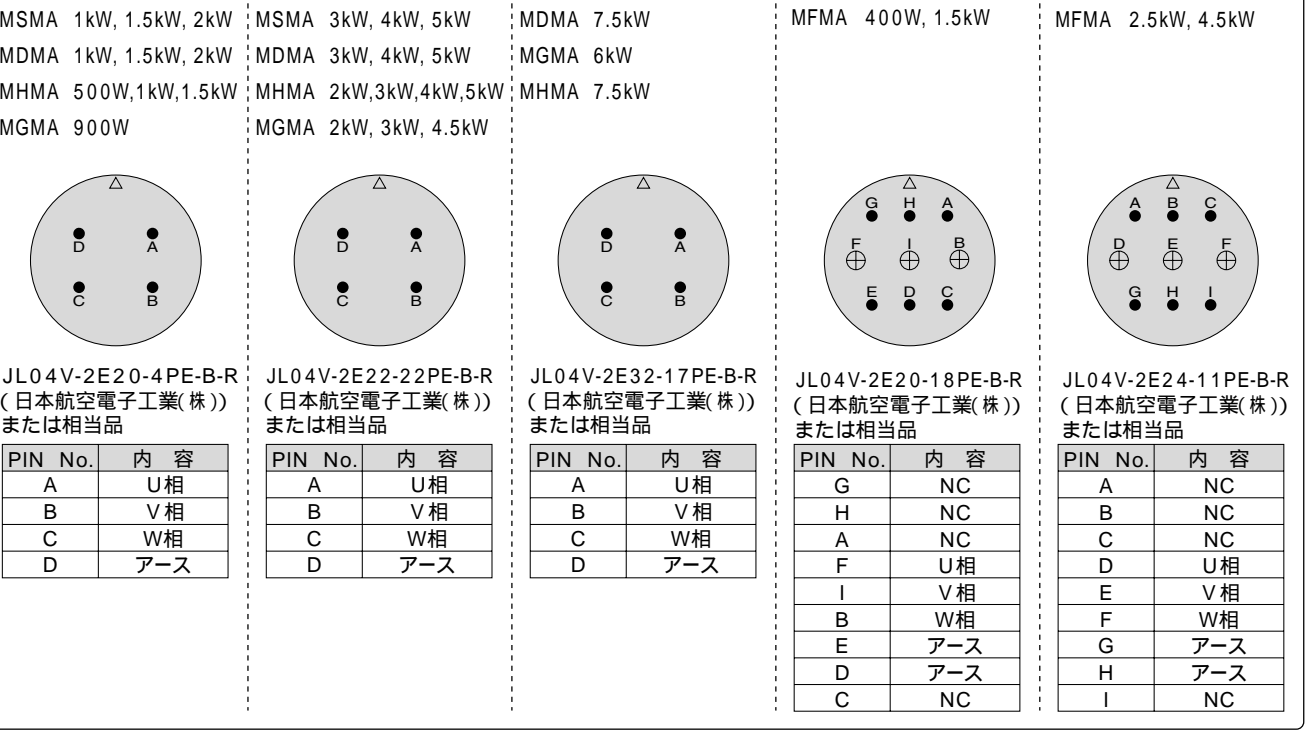 MSMA 1kW, 1.5kW, 2kW
MDMA 1kW, 1.5kW, 2kW
MHMA 500W,1kW,1.5kW
MGMA 900W
D A
C B
JL04V-2E20-4PE-B-R
(日本航空電子工業(株))
または相当品
PIN No. 内 容
A U相
B V相
C W相
D アース
MSMA 3kW, 4kW, 5kW
MDMA 3kW, 4kW, 5kW
MHMA 2kW,3kW,4kW,5kW
MGMA 2kW, 3kW, 4.5kW
D A
C B
JL04V-2E22-22PE-B-R
(日本航空電子工業(株))
または相当品
PIN No. 内 容
A U相
B V相
C W相
D アース
MDMA 7.5kW
MGMA 6kW
MHMA 7.5kW
D A
C B
JL04V-2E32-17PE-B-R
(日本航空電子工業(株))
または相当品
PIN No. 内 容
A U相
B V相
C W相
D アース
MFMA 400W, 1.5kW
G H A
F I B
E D C
JL04V-2E20-18PE-B-R
(日本航空電子工業(株))
または相当品
PIN No. 内 容
G NC
H NC
A NC
F U相
I V相
B W相
E アース
D アース
C NC
MFMA 2.5kW, 4.5kW
A B C
D E F
G H I
JL04V-2E24-11PE-B-R
(日本航空電子工業(株))
または相当品
PIN No. 内 容
A NC
B NC
C NC
D U相
E V相
F W相
G アース
H アース
I NC